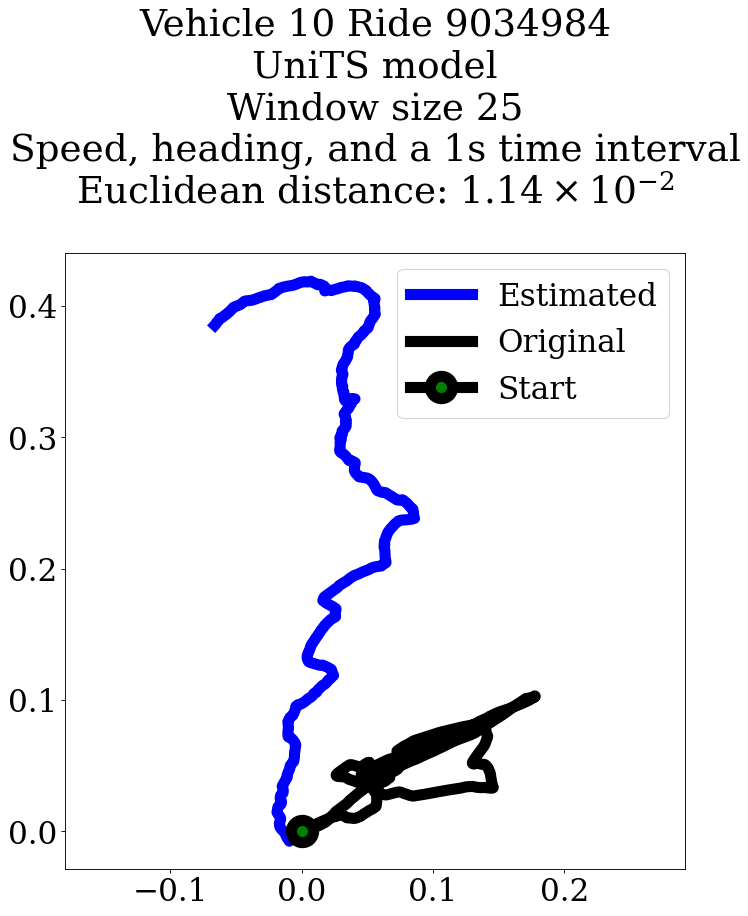 Vehicle 10 Ride 9034984
UniTS model
Window size 25
Speed, heading, and a 1s time interval
Euclidean distance: 1.14 × 10⁻²
Estimated
Original
Start
0.4
0.3
0.2
0.1
0.0
−0.1 0.0 0.1 0.2